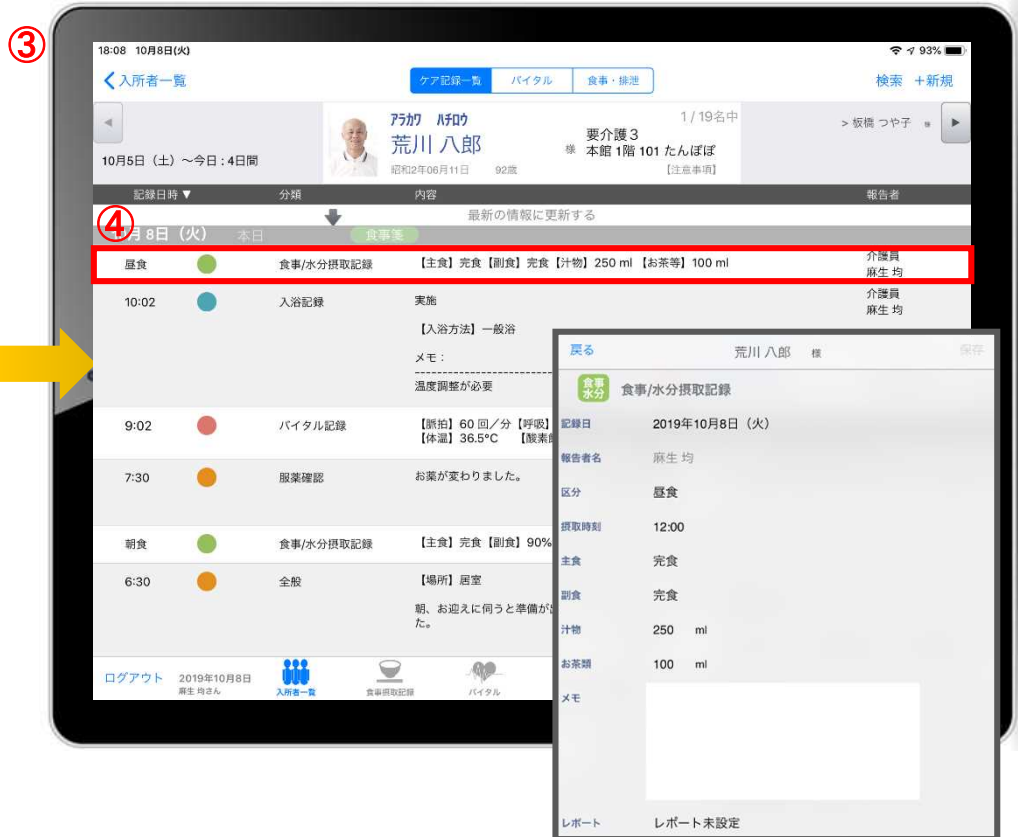 ③
18:08 10月8日(火)
93%
入所者一覧
ケア記録一覧 バイタル 食事・排泄
検索 +新規
アラカワ ハチロウ
1 / 19名中
荒川 八郎 様
要介護3
> 板橋 つや子 様
本館 1階 101 たんぽぽ
10月5日（土）～今日：4日間
昭和2年06月11日 92歳
【注意事項】
記録日時▼ 分類 内容 報告者
最新の情報に更新する
④
月 8日（火） 本日 食事箋
昼食 食事/水分摂取記録 【主食】完食【副食】完食【汁物】250 ml 【お茶等】100 ml 介護員
麻生 均
10:02 入浴記録 実施 介護員
麻生 均
【入浴方法】一般浴
メモ：
温度調整が必要
9:02 バイタル記録 【脈拍】60 回／分【呼吸】
【体温】36.5℃ 【酸素
7:30 服薬確認 お薬が変わりました。
朝食 食事/水分摂取記録 【主食】完食【副食】90%
6:30 全般 【場所】居室
朝、お迎えに伺うと準備が
た。
ログアウト
2019年10月8日
麻生 均さん
入所者一覧 食事摂取記録 バイタル
戻る 荒川 八郎 様 保存
食事
水分
食事/水分摂取記録
記録日 2019年10月8日（火）
報告者名 麻生 均
区分 昼食
摂取時刻 12:00
主食 完食
副食 完食
汁物 250 ml
お茶類 100 ml
メモ
レポート レポート未設定